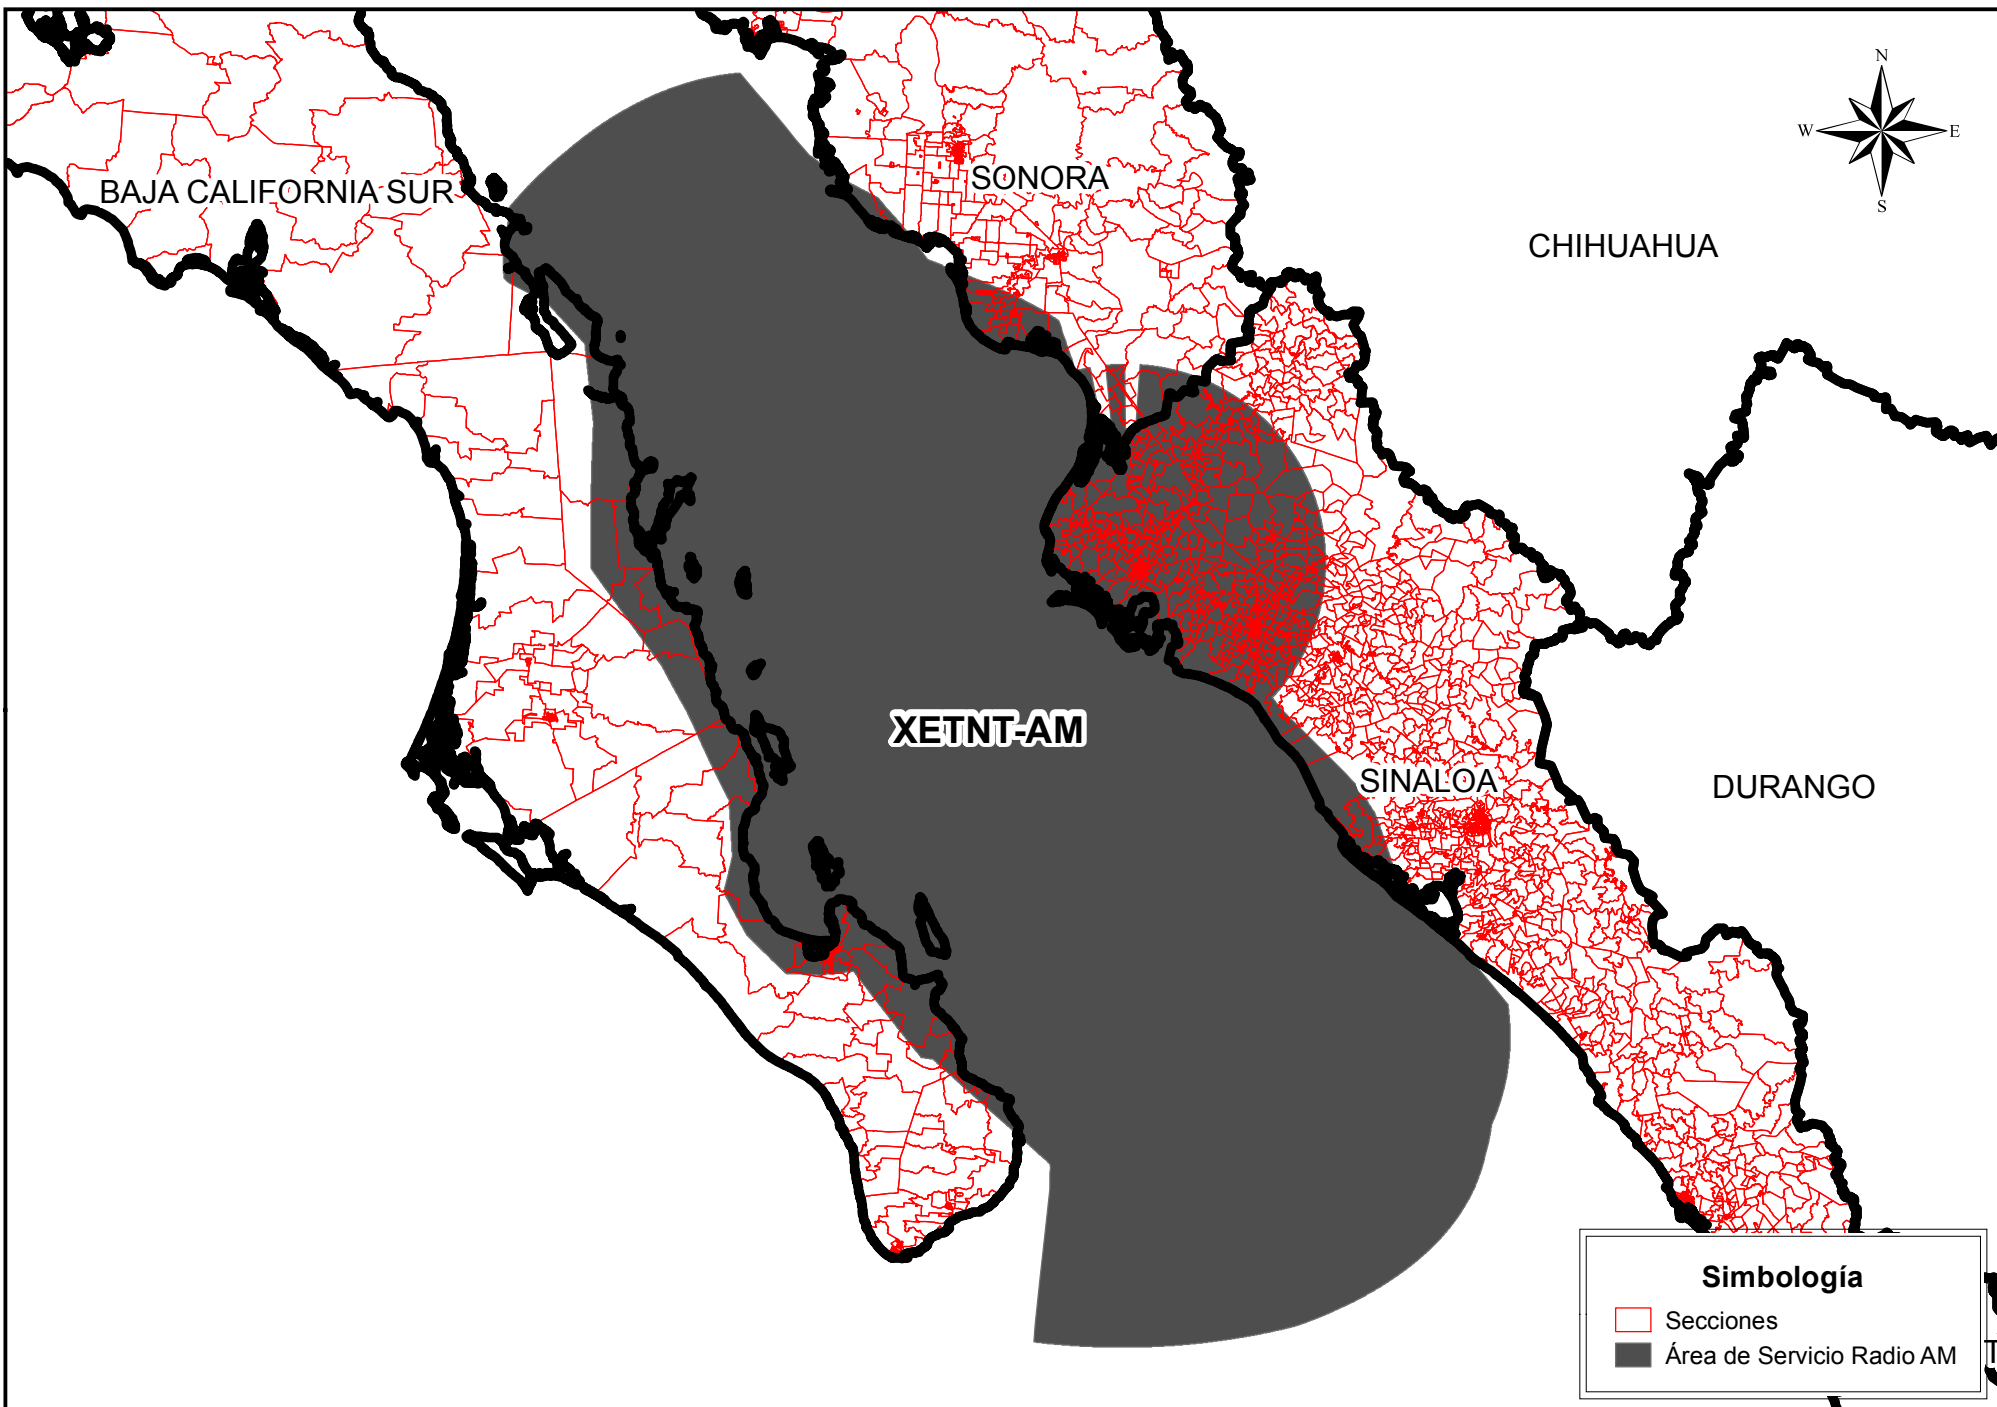 N
W
E
S
BAJA CALIFORNIA SUR
SONORA
CHIHUAHUA
XETNT-AM
SINALOA
DURANGO
Simbología
Secciones
Área de Servicio Radio AM
T